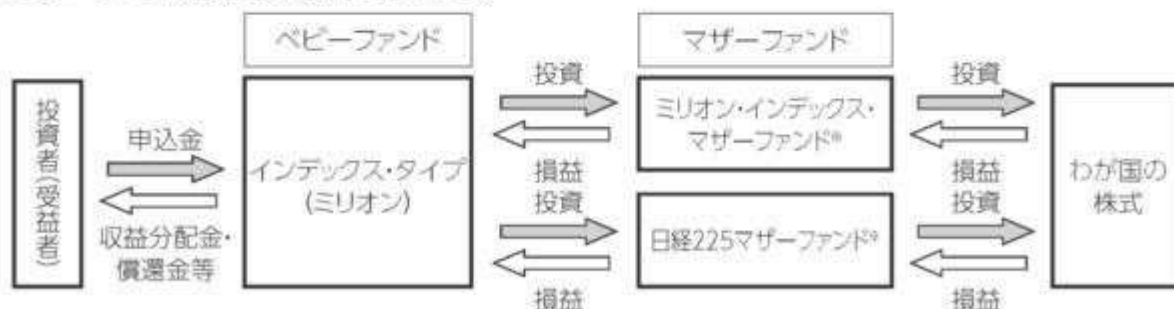 ベビーファンド
マザーファンド
投資者(受益者)
申込金
収益分配金・
償還金等
インデックス・タイプ
(ミリオン)
投資
損益
投資
損益
ミリオン・インデックス・
マザーファンド
日経225マザーファンド
投資
損益
投資
損益
わが国の
株式